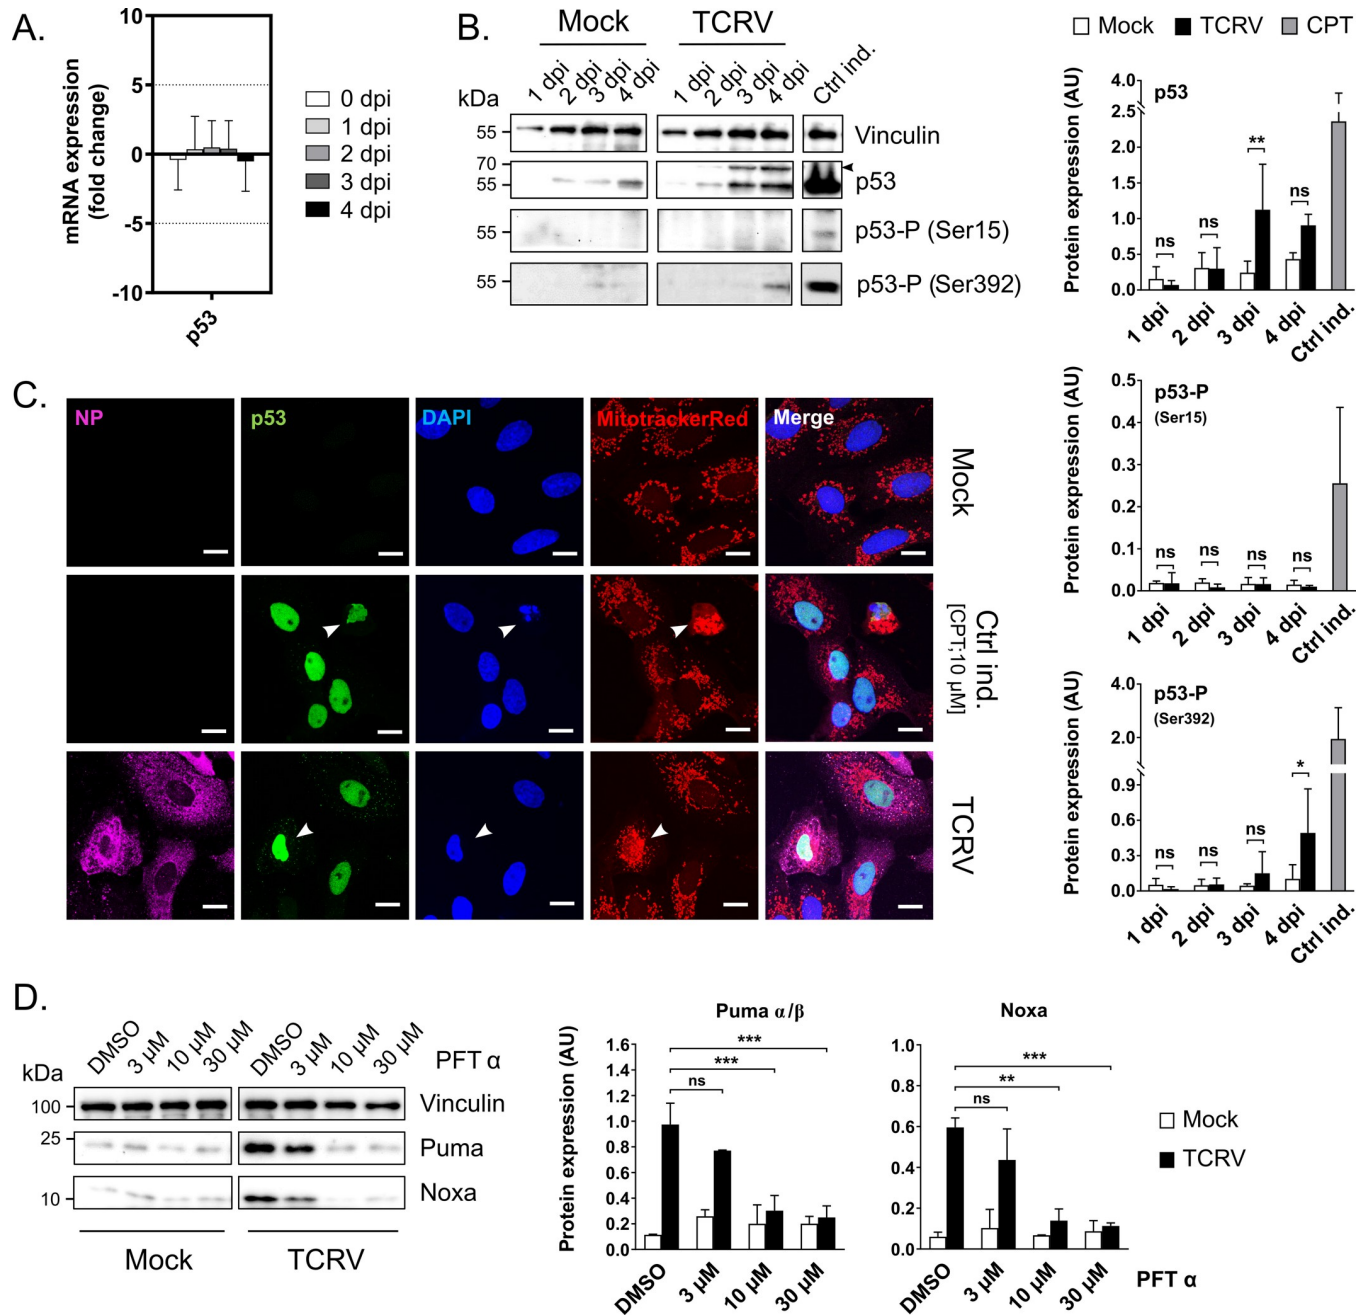 A.
mRNA expression
(fold change)
10
5
0
-5
-10
p53
0 dpi
1 dpi
2 dpi
3 dpi
4 dpi
B.
Mock
TCRV
kDa
1 dpi
2 dpi
3 dpi
4 dpi
1 dpi
2 dpi
3 dpi
4 dpi
Ctrl ind.
55
Vinculin
70
55
p53
55
p53-P (Ser15)
55
p53-P (Ser392)
Mock
TCRV
CPT
Protein expression (AU)
4.0
2.5
1.5
1.0
0.5
0.0
p53
ns
ns
**
ns
1 dpi
2 dpi
3 dpi
4 dpi
Ctrl ind.
Protein expression (AU)
0.5
0.4
0.3
0.2
0.1
0.0
p53-P
(Ser15)
ns
ns
ns
ns
1 dpi
2 dpi
3 dpi
4 dpi
Ctrl ind.
Protein expression (AU)
4.0
2.0
0.9
0.6
0.3
0.0
p53-P
(Ser392)
ns
ns
ns
*
1 dpi
2 dpi
3 dpi
4 dpi
Ctrl ind.
C.
NP
p53
DAPI
MitotrackerRed
Merge
Mock
Ctrl ind.
[CPT;10 µM]
TCRV
D.
DMSO
3 µM
10 µM
30 µM
DMSO
3 µM
10 µM
30 µM
PFT α
kDa
100
Vinculin
25
Puma
10
Noxa
Mock
TCRV
Puma α/β
Protein expression (AU)
1.6
1.4
1.2
1.0
0.8
0.6
0.4
0.2
0.0
***
***
ns
DMSO
3 µM
10 µM
30 µM
Noxa
1.0
0.8
0.6
0.4
0.2
0.0
***
**
ns
DMSO
3 µM
10 µM
30 µM
PFT α
Mock
TCRV